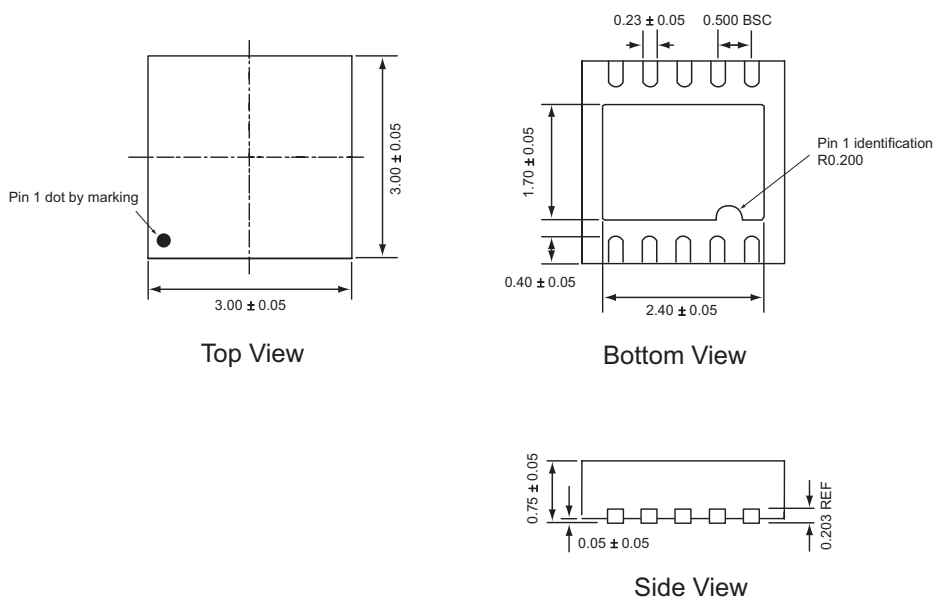 0.23 ± 0.05
0.500 BSC
3.00 ± 0.05
Pin 1 dot by marking
3.00 ± 0.05
Top View
1.70 ± 0.05
Pin 1 identification
R0.200
0.40 ± 0.05
2.40 ± 0.05
Bottom View
0.75 ± 0.05
0.05 ± 0.05
0.203 REF
Side View